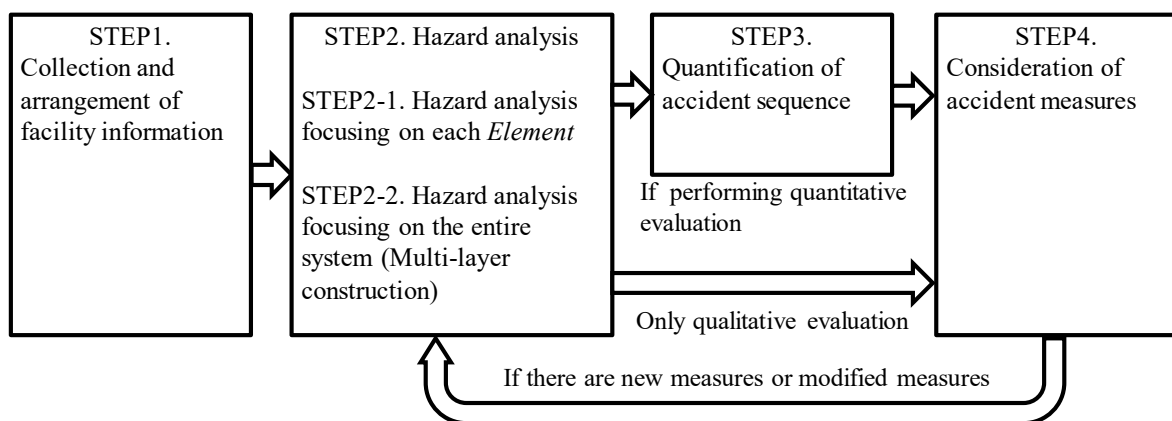 STEP1.
Collection and
arrangement of
facility information
STEP2. Hazard analysis
STEP2-1. Hazard analysis
focusing on each Element
STEP2-2. Hazard analysis
focusing on the entire
system (Multi-layer
construction)
STEP3.
Quantification of
accident sequence
If performing quantitative
evaluation
Only qualitative evaluation
STEP4.
Consideration of
accident measures
If there are new measures or modified measures